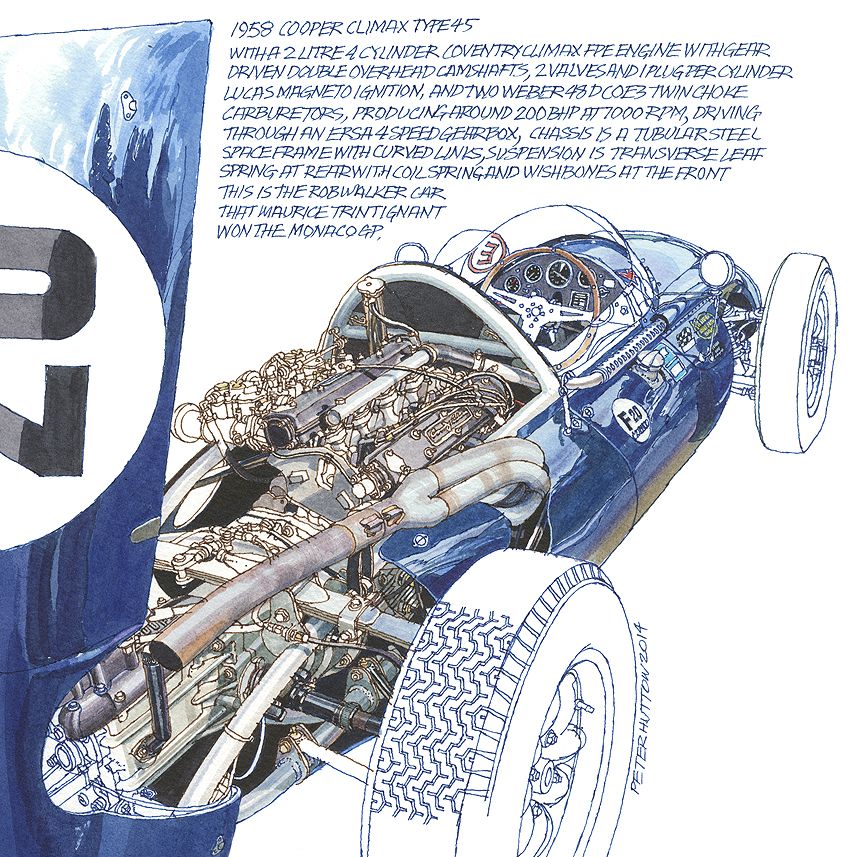 1958 COOPER CLIMAX TYPE 45
WITH A 2 LITRE 4 CYLINDER COVENTRY CLIMAX FPE ENGINE WITH GEAR
DRIVEN DOUBLE OVERHEAD CAMSHAFTS, 2 VALVES AND 1 PLUG PER CYLINDER
LUCAS MAGNETO IGNITION, AND TWO WEBER 48 DCOE3 TWIN CHOKE
CARBURETORS, PRODUCING AROUND 200 BHP AT 7000 RPM, DRIVING
THROUGH AN ERSA 4 SPEED GEARBOX, CHASSIS IS A TUBULAR STEEL
SPACE FRAME WITH CURVED LINKS, SUSPENSION IS TRANSVERSE LEAF
SPRING AT REAR WITH COIL SPRING AND WISHBONES AT THE FRONT
THIS IS THE ROB WALKER CAR
THAT MAURICE TRINTIGNANT
WON THE MONACO GP.
F20
PETER HUTTON 2014